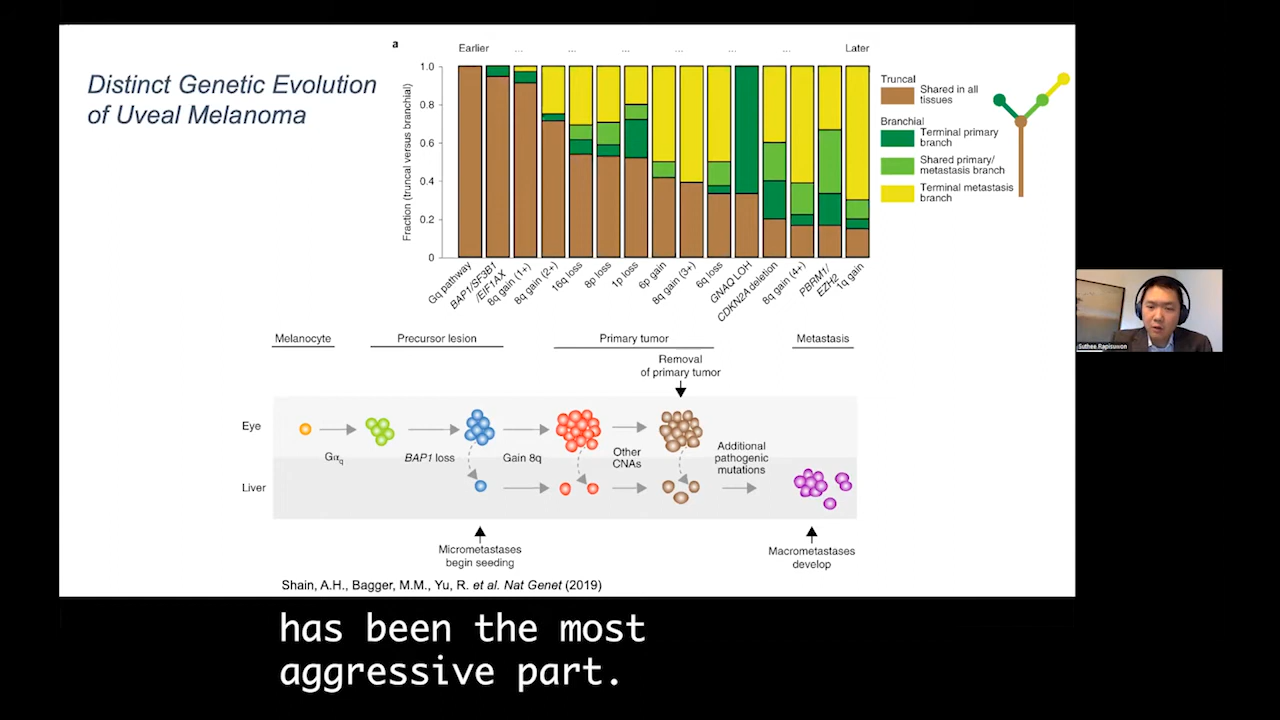 Distinct Genetic Evolution
of Uveal Melanoma
a
Earlier ... ... ... ... ... ... Later
Fraction (truncal versus branchial)
1.0
0.8
0.6
0.4
0.2
0
Gq pathway
BAP1/SF3B1
/EIF1AX
8q gain (1+)
8q gain (2+)
16q loss
8p loss
1p loss
6p gain
8q gain (3+)
6q loss
GNAQ LOH
CDKN2A deletion
8q gain (4+)
PBRM1/
EZH2
1q gain
Truncal
Shared in all
tissues
Branchial
Terminal primary
branch
Shared primary/
metastasis branch
Terminal metastasis
branch
Suthee Rapisuwon
Melanocyte
Precursor lesion
Primary tumor
Metastasis
Removal
of primary tumor
Eye
Gαq
BAP1 loss
Gain 8q
Other
CNAs
Additional
pathogenic
mutations
Liver
Micrometastases
begin seeding
Macrometastases
develop
Shain, A.H., Bagger, M.M., Yu, R. et al. Nat Genet (2019)
has been the most
aggressive part.